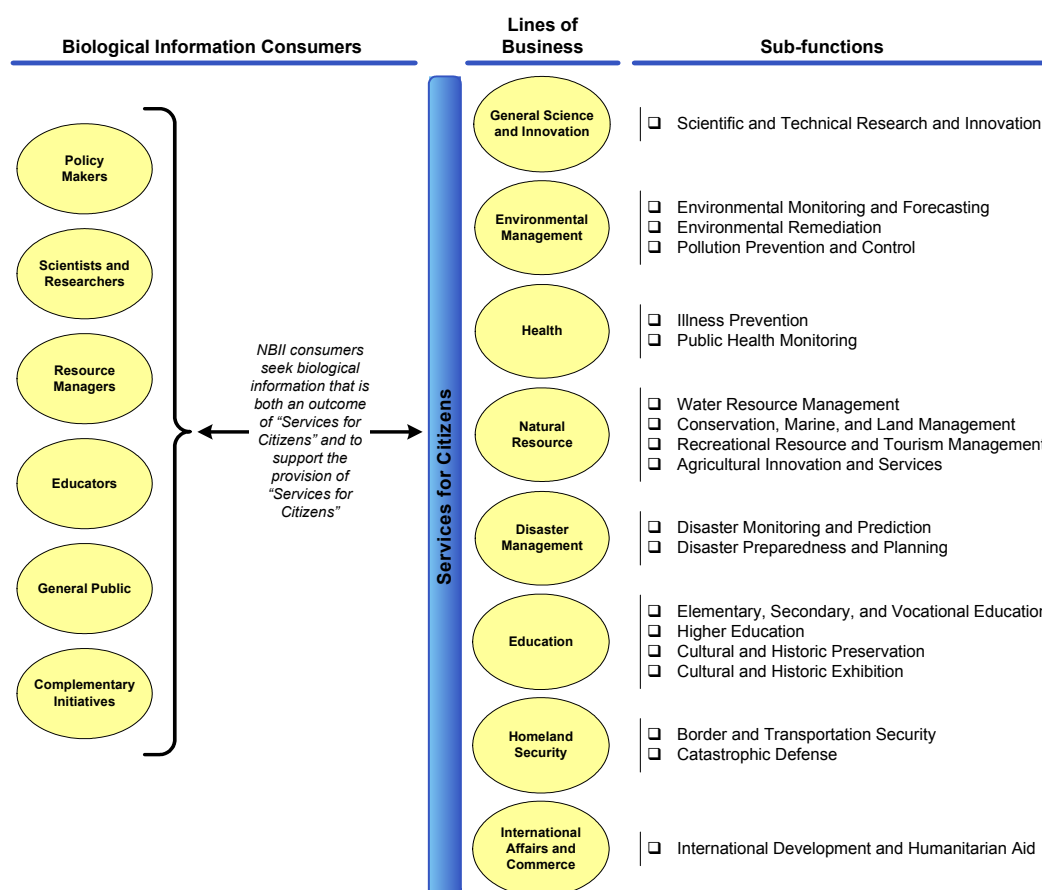 Biological Information Consumers
Lines of
Business
Sub-functions
Policy
Makers
Scientists and
Researchers
Resource
Managers
Educators
General Public
Complementary
Initiatives
NBII consumers
seek biological
information that is
both an outcome
of “Services for
Citizens” and to
support the
provision of
“Services for
Citizens”
Services for Citizens
General Science
and Innovation
❑ Scientific and Technical Research and Innovation
Environmental
Management
❑ Environmental Monitoring and Forecasting
❑ Environmental Remediation
❑ Pollution Prevention and Control
Health
❑ Illness Prevention
❑ Public Health Monitoring
Natural
Resource
❑ Water Resource Management
❑ Conservation, Marine, and Land Management
❑ Recreational Resource and Tourism Management
❑ Agricultural Innovation and Services
Disaster
Management
❑ Disaster Monitoring and Prediction
❑ Disaster Preparedness and Planning
Education
❑ Elementary, Secondary, and Vocational Education
❑ Higher Education
❑ Cultural and Historic Preservation
❑ Cultural and Historic Exhibition
Homeland
Security
❑ Border and Transportation Security
❑ Catastrophic Defense
International
Affairs and
Commerce
❑ International Development and Humanitarian Aid